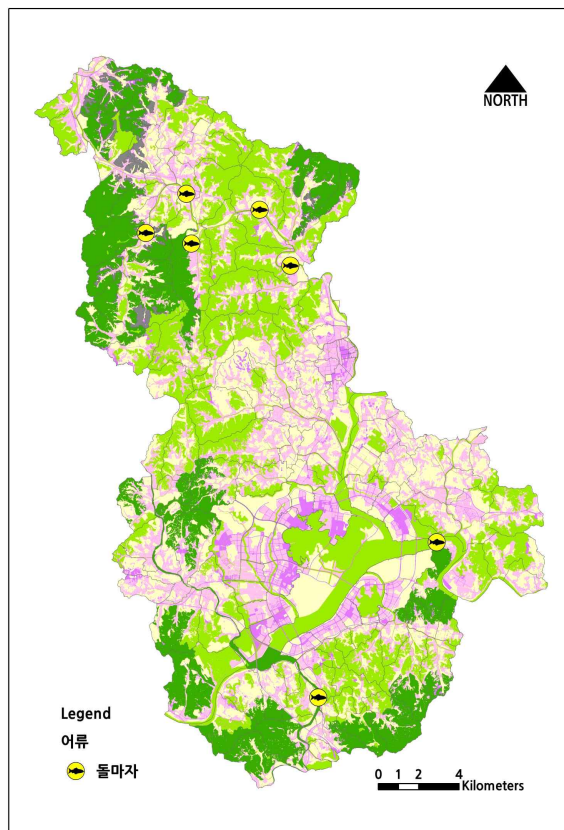 NORTH
Legend
어류
돌마자
0 1 2 4
Kilometers